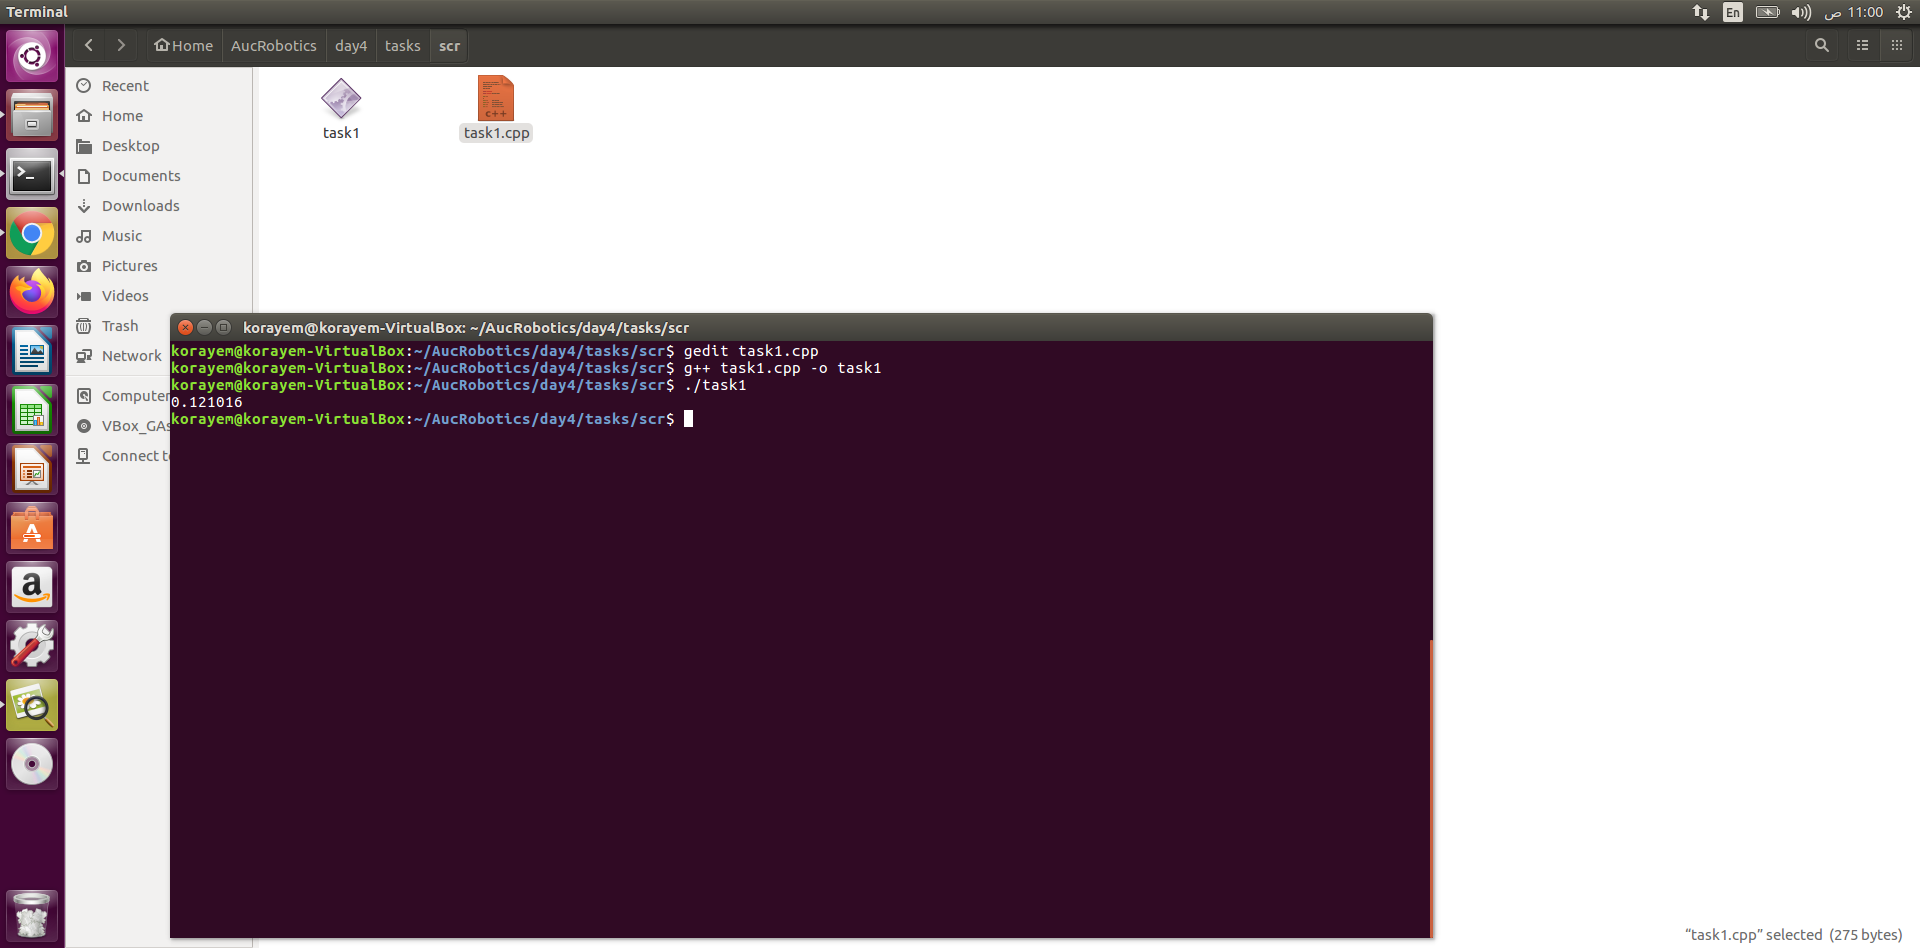 Terminal
En
ص 11:00
Home AucRobotics day4 tasks scr
Recent
Home
Desktop
Documents
Downloads
Music
Pictures
Videos
Trash
Network
Computer
VBox_GAs
Connect to
task1
c++
task1.cpp
korayem@korayem-VirtualBox: ~/AucRobotics/day4/tasks/scr
korayem@korayem-VirtualBox:~/AucRobotics/day4/tasks/scr$ gedit task1.cpp
korayem@korayem-VirtualBox:~/AucRobotics/day4/tasks/scr$ g++ task1.cpp -o task1
korayem@korayem-VirtualBox:~/AucRobotics/day4/tasks/scr$ ./task1
0.121016
korayem@korayem-VirtualBox:~/AucRobotics/day4/tasks/scr$
“task1.cpp” selected (275 bytes)